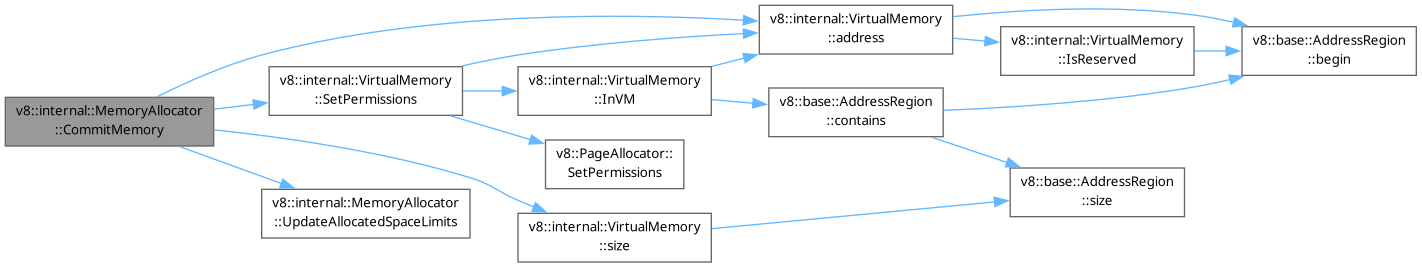 v8::internal::MemoryAllocator
::CommitMemory
v8::internal::VirtualMemory
::SetPermissions
v8::internal::MemoryAllocator
::UpdateAllocatedSpaceLimits
v8::internal::VirtualMemory
::InVM
v8::PageAllocator::
SetPermissions
v8::internal::VirtualMemory
::size
v8::internal::VirtualMemory
::address
v8::base::AddressRegion
::contains
v8::internal::VirtualMemory
::IsReserved
v8::base::AddressRegion
::size
v8::base::AddressRegion
::begin